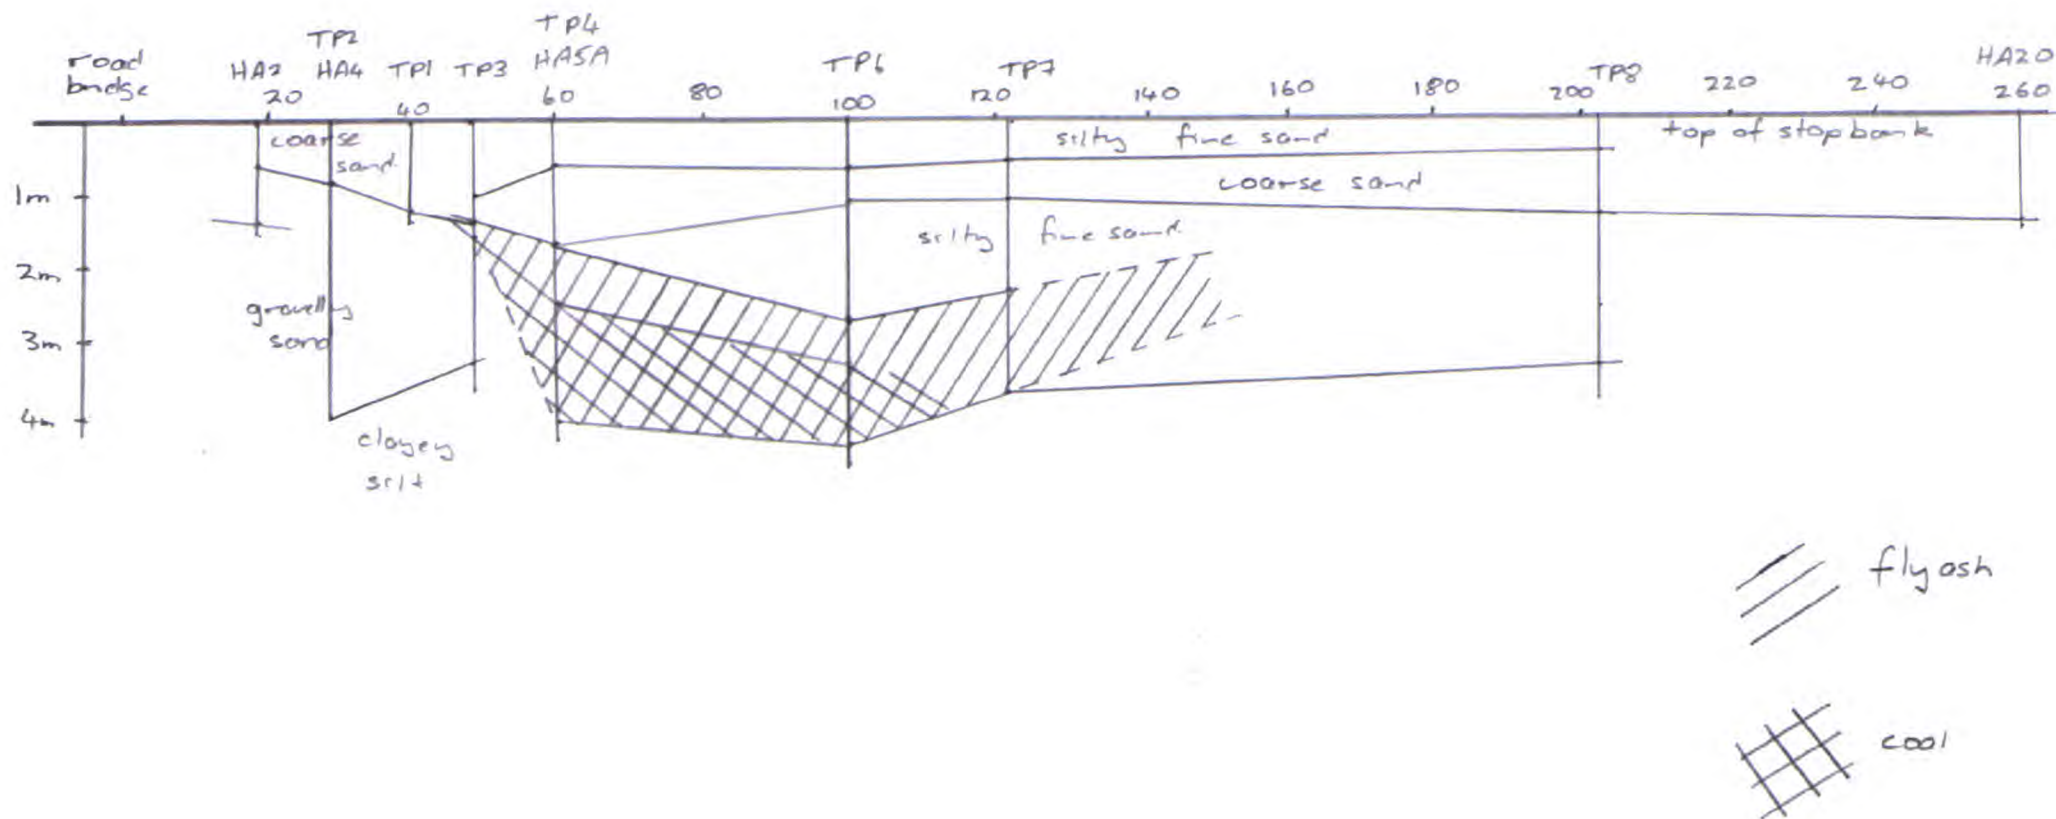 road
bridge
HA2
TP2
HA4
TP1
TP3
TP4
HA5A
TP6
TP7
TP8
HA20
20
40
60
80
100
120
140
160
180
200
220
240
260
coarse
sand
silty fine sand
top of stopbank
coarse sand
silty fine sand
1m
2m
3m
4m
gravelly
sand
clayey
silt
fly ash
coal